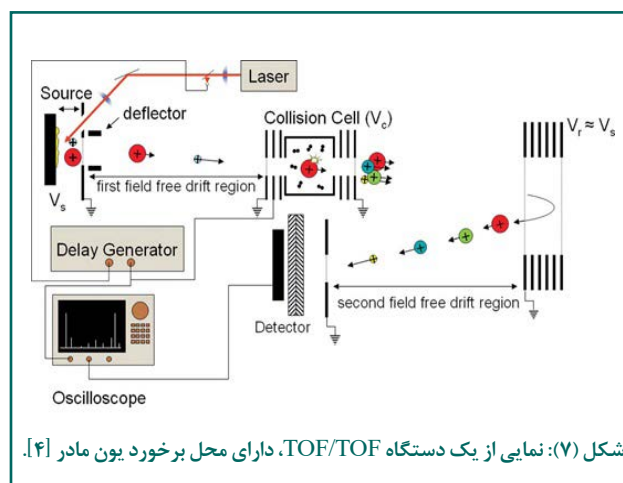 Laser
Source
deflector
Collision Cell (Vc)
Vr ≈ Vs
Vs
first field free drift region
Delay Generator
second field free drift region
Detector
Oscilloscope
شکل (۷): نمایی از یک دستگاه TOF/TOF، دارای محل برخورد یون مادر [۴].